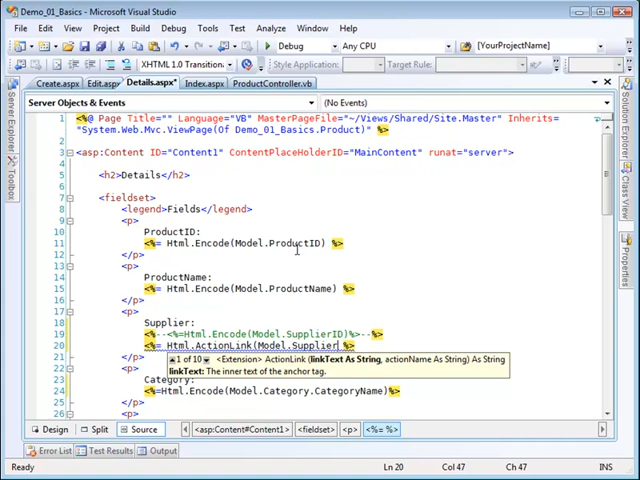 Demo_01_Basics - Microsoft Visual Studio
File Edit View Project Build Debug Format Data Tools Test Analyze Window
Help
Debug Any CPU [YourProjectName]
XHTML 1.0 Transition Style Application: Manual Target Rule:
Create.aspx Edit.aspx Details.aspx* Index.aspx ProductController.vb
Server Objects & Events (No Events)
1 <%@ Page Title="" Language="VB" MasterPageFile="~/Views/Shared/Site.Master" Inherits=
"System.Web.Mvc.ViewPage(Of Demo_01_Basics.Product)" %>
2
3 <asp:Content ID="Content1" ContentPlaceHolderID="MainContent" runat="server">
4
5 <h2>Details</h2>
6
7 <fieldset>
8 <legend>Fields</legend>
9 <p>
10 ProductID:
11 <%= Html.Encode(Model.ProductID) %>
12 </p>
13 <p>
14 ProductName:
15 <%= Html.Encode(Model.ProductName) %>
16 </p>
17 <p>
18 Supplier:
19 <%--<%=Html.Encode(Model.SupplierID)%>--%>
20 <%= Html.ActionLink(Model.Supplier %>
21 </p>
1 of 10 <Extension> ActionLink (linkText As String, actionName As String) As String
22 <p>
linkText: The inner text of the anchor tag.
23 Category:
24 <%=Html.Encode(Model.Category.CategoryName)%>
25 </p>
26 <p>
Design Split Source <asp:Content#Content1> <fieldset> <p> <%= %>
Error List Test Results Output
Ready Ln 20 Col 47 Ch 47
Server Explorer
Toolbox
Solution Explorer
Class View
Properties